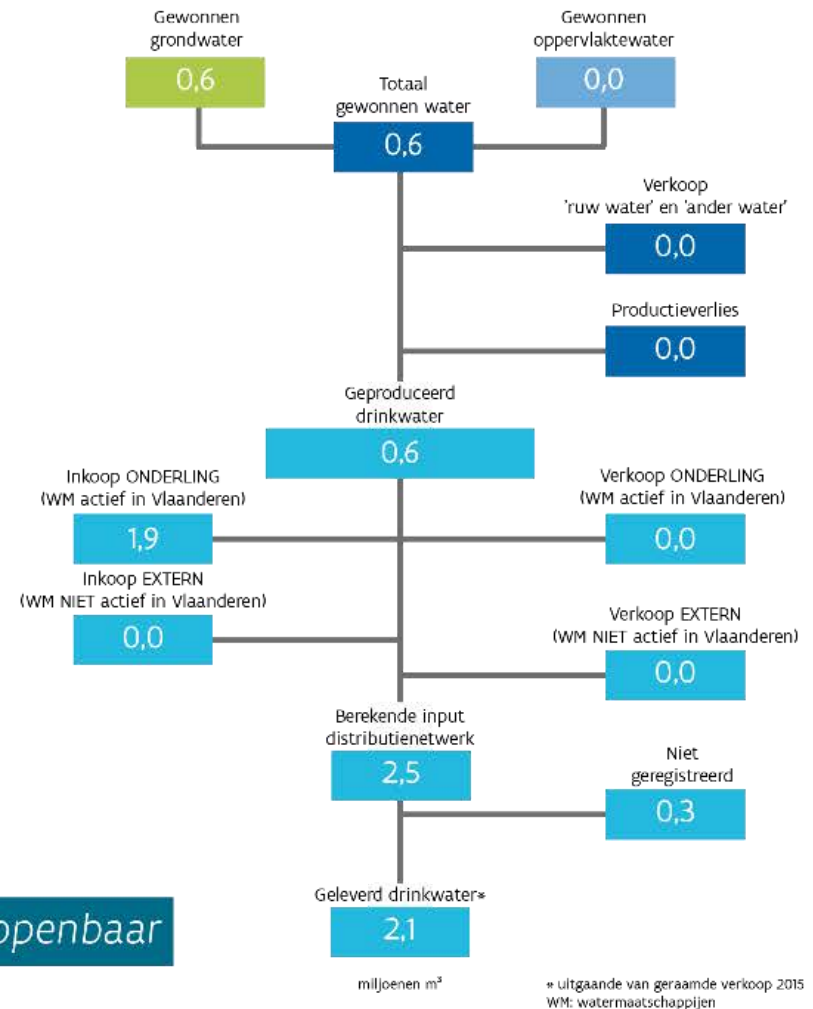 Gewonnen
grondwater
0,6
Gewonnen
oppervlaktewater
0,0
Totaal
gewonnen water
0,6
Verkoop
'ruw water' en 'ander water'
0,0
Productieverlies
0,0
Geproduceerd
drinkwater
0,6
Inkoop ONDERLING
(WM actief in Vlaanderen)
1,9
Verkoop ONDERLING
(WM actief in Vlaanderen)
0,0
Inkoop EXTERN
(WM NIET actief in Vlaanderen)
0,0
Verkoop EXTERN
(WM NIET actief in Vlaanderen)
0,0
Berekende input
distributienetwerk
2,5
Niet
geregistreerd
0,3
Geleverd drinkwater*
2,1
openbaar
miljoenen m³
* uitgaande van geraamde verkoop 2015
WM: watermaatschappijen